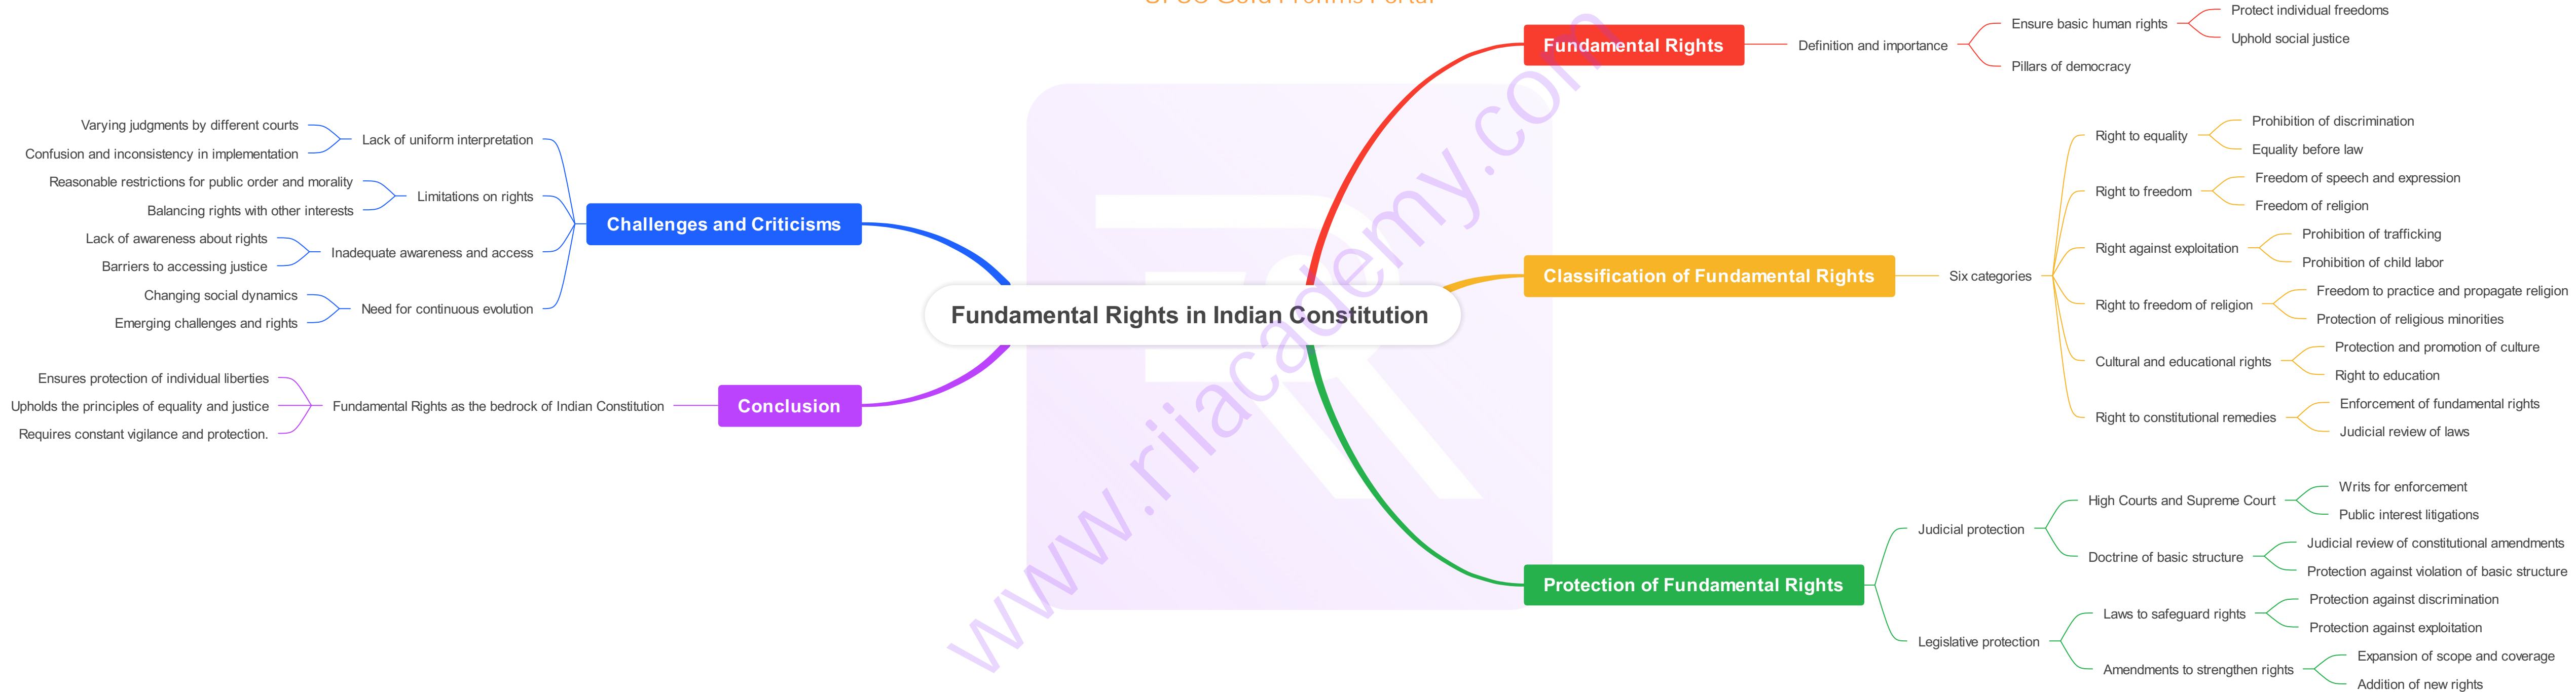 UPSC Gold Prelims Portal
Fundamental Rights in Indian Constitution
Fundamental Rights
Definition and importance
Ensure basic human rights
Protect individual freedoms
Uphold social justice
Pillars of democracy
Classification of Fundamental Rights
Six categories
Right to equality
Prohibition of discrimination
Equality before law
Right to freedom
Freedom of speech and expression
Freedom of religion
Right against exploitation
Prohibition of trafficking
Prohibition of child labor
Right to freedom of religion
Freedom to practice and propagate religion
Protection of religious minorities
Cultural and educational rights
Protection and promotion of culture
Right to education
Right to constitutional remedies
Enforcement of fundamental rights
Judicial review of laws
Protection of Fundamental Rights
Judicial protection
High Courts and Supreme Court
Writs for enforcement
Public interest litigations
Doctrine of basic structure
Judicial review of constitutional amendments
Protection against violation of basic structure
Legislative protection
Laws to safeguard rights
Protection against discrimination
Protection against exploitation
Amendments to strengthen rights
Expansion of scope and coverage
Addition of new rights
Challenges and Criticisms
Lack of uniform interpretation
Varying judgments by different courts
Confusion and inconsistency in implementation
Limitations on rights
Reasonable restrictions for public order and morality
Balancing rights with other interests
Inadequate awareness and access
Lack of awareness about rights
Barriers to accessing justice
Need for continuous evolution
Changing social dynamics
Emerging challenges and rights
Conclusion
Fundamental Rights as the bedrock of Indian Constitution
Ensures protection of individual liberties
Upholds the principles of equality and justice
Requires constant vigilance and protection.